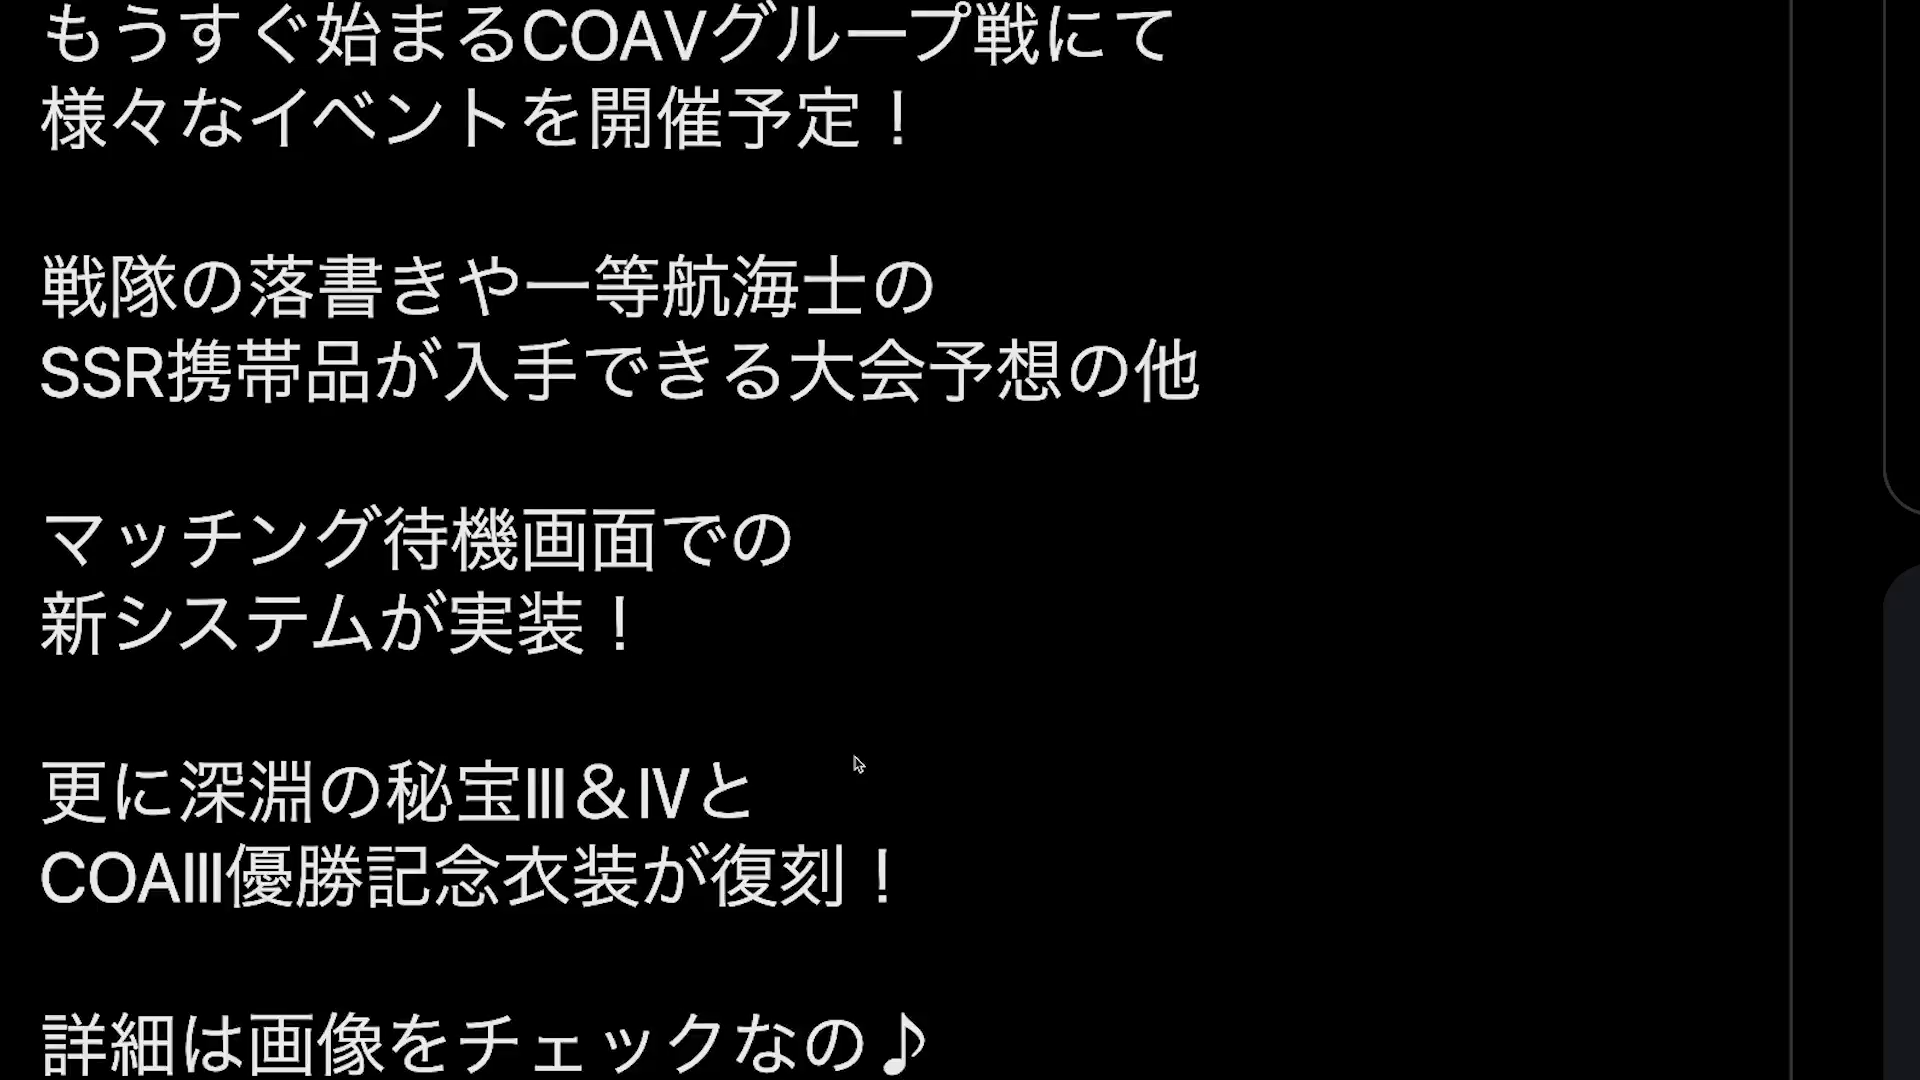 もうすぐ始まるCOAⅤグループ戦にて
様々なイベントを開催予定！
戦隊の落書きや一等航海士の
SSR携帯品が入手できる大会予想の他
マッチング待機画面での
新システムが実装！
更に深淵の秘宝Ⅲ＆Ⅳと
COAⅢ優勝記念衣装が復刻！
詳細は画像をチェックなの♪